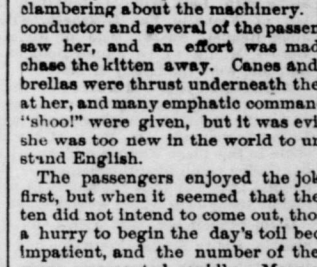 clambering about the machinery.
conductor and several of the passen
saw her, and an effort was mad
chase the kitten away. Canes and
brellas were thrust underneath the
at her, and many emphatic comman
"shoo!" were given, but it was evi
she was too new in the world to un
stand English.
The passengers enjoyed the jok
first, but when it seemed that the
ten did not intend to come out, tho
a hurry to begin the day's toil bec
impatient, and the number of the